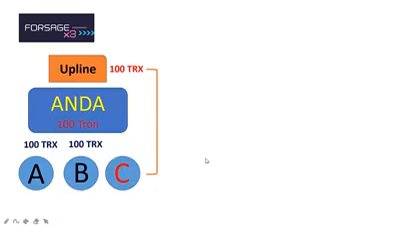 FORSAGE
x3
Upline 100 TRX
ANDA
100 Tron
100 TRX 100 TRX
A B C